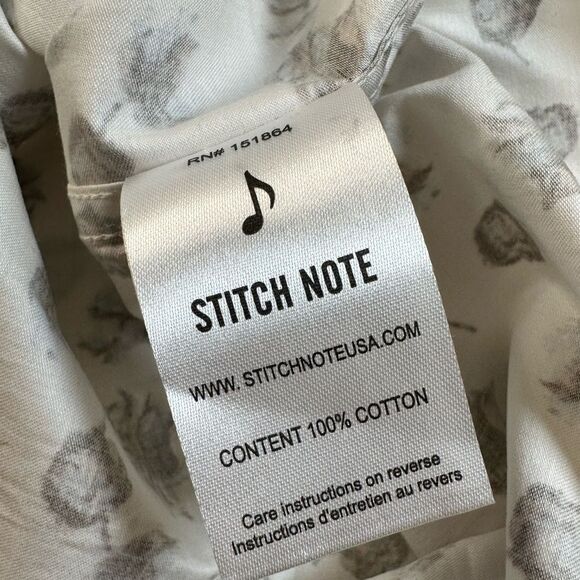 RN# 151864
STITCH NOTE
WWW. STITCHNOTEUSA.COM
CONTENT 100% COTTON
Care instructions on reverse
Instructions d'entretien au revers